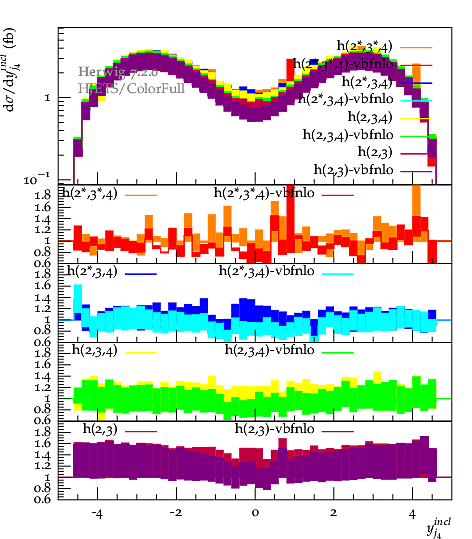 dσ/dy_{j_4}^{incl} (fb)
h(2*,3*,4)
h(2*,3*,4)-vbfnlo
Herwig 7.2.0
HJETS/ColorFull
h(2*,3,4)
h(2*,3,4)-vbfnlo
1
h(2,3,4)
h(2,3,4)-vbfnlo
h(2,3)
h(2,3)-vbfnlo
10^{-1}
h(2*,3*,4) h(2*,3*,4)-vbfnlo
1.8
1.6
1.4
1.2
1
0.8
0.6
h(2*,3,4) h(2*,3,4)-vbfnlo
1.8
1.6
1.4
1.2
1
0.8
0.6
h(2,3,4) h(2,3,4)-vbfnlo
1.8
1.6
1.4
1.2
1
0.8
0.6
h(2,3) h(2,3)-vbfnlo
1.8
1.6
1.4
1.2
1
0.8
0.6
-4 -2 0 2 4
y_{j_4}^{incl}